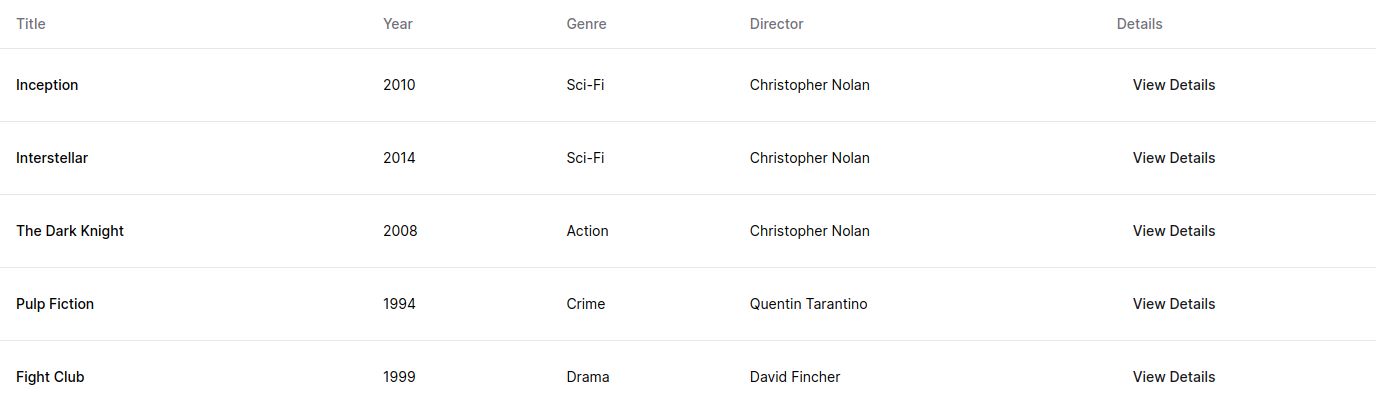 Title Year Genre Director Details
Inception 2010 Sci-Fi Christopher Nolan View Details
Interstellar 2014 Sci-Fi Christopher Nolan View Details
The Dark Knight 2008 Action Christopher Nolan View Details
Pulp Fiction 1994 Crime Quentin Tarantino View Details
Fight Club 1999 Drama David Fincher View Details